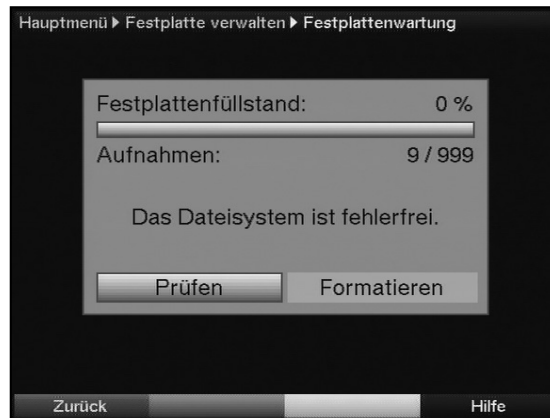 Hauptmenü ▶ Festplatte verwalten ▶ Festplattenwartung
Festplattenfüllstand: 0 %
Aufnahmen: 9 / 999
Das Dateisystem ist fehlerfrei.
Prüfen Formatieren
Zurück Hilfe